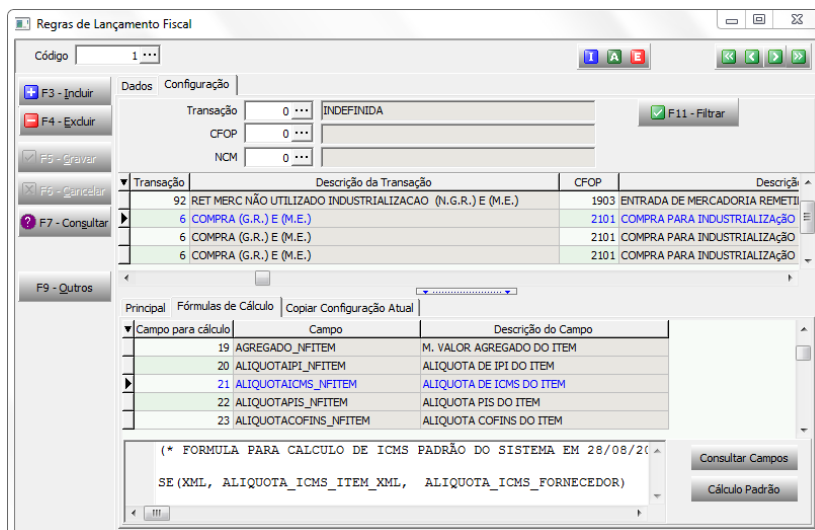 Regras de Lançamento Fiscal
Código 1 ... I A E
F3 - Incluir
F4 - Excluir
F5 - Gravar
F6 - Cancelar
F7 - Consultar
F9 - Outros
Dados Configuração
Transação 0 ... INDEFINIDA F11 - Filtrar
CFOP 0 ...
NCM 0 ...
Transação Descrição da Transação CFOP Descriçã
92 RET MERC NÃO UTILIZADO INDUSTRIALIZACAO (N.G.R.) E (M.E.) 1903 ENTRADA DE MERCADORIA REMETI
6 COMPRA (G.R.) E (M.E.) 2101 COMPRA PARA INDUSTRIALIZAçÃO
6 COMPRA (G.R.) E (M.E.) 2101 COMPRA PARA INDUSTRIALIZAçÃO
6 COMPRA (G.R.) E (M.E.) 2101 COMPRA PARA INDUSTRIALIZAçÃO
Principal Fórmulas de Cálculo Copiar Configuração Atual
Campo para cálculo Campo Descrição do Campo
19 AGREGADO_NFITEM M. VALOR AGREGADO DO ITEM
20 ALIQUOTAIPI_NFITEM ALIQUOTA DE IPI DO ITEM
21 ALIQUOTAICMS_NFITEM ALIQUOTA DE ICMS DO ITEM
22 ALIQUOTAPIS_NFITEM ALIQUOTA PIS DO ITEM
23 ALIQUOTACOFINS_NFITEM ALIQUOTA COFINS DO ITEM
(* FORMULA PARA CALCULO DE ICMS PADRÃO DO SISTEMA EM 28/08/20
SE(XML, ALIQUOTA_ICMS_ITEM_XML, ALIQUOTA_ICMS_FORNECEDOR)
Consultar Campos
Cálculo Padrão